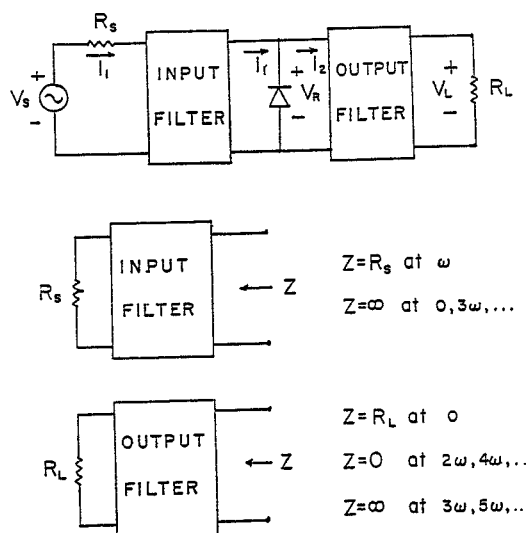 R_S
I_1
+
V_S
-
INPUT
FILTER
I_r
I_2
+
V_R
-
OUTPUT
FILTER
+
V_L
-
R_L
R_S
INPUT
FILTER
← Z
Z=R_S at ω
Z=∞ at 0,3ω,...
R_L
OUTPUT
FILTER
← Z
Z=R_L at 0
Z=0 at 2ω,4ω,..
Z=∞ at 3ω,5ω,..